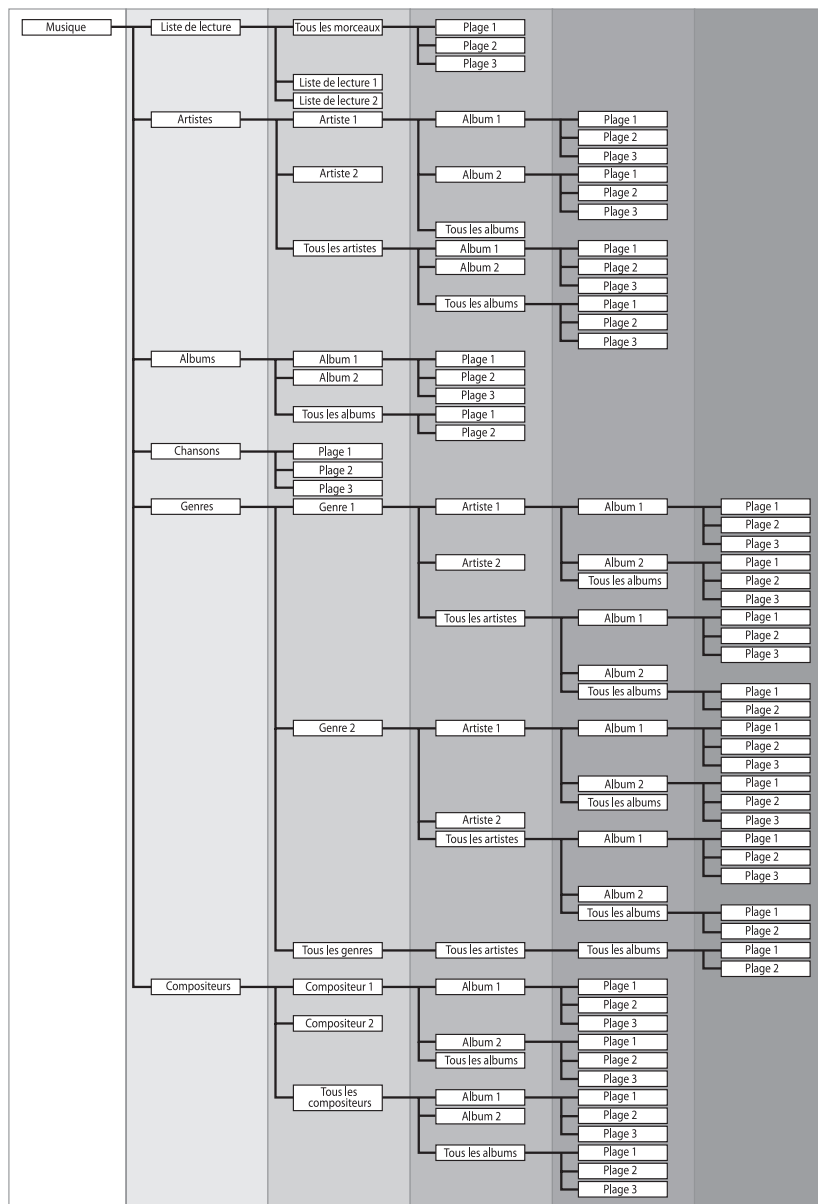 Musique
Liste de lecture
Tous les morceaux
Plage 1
Plage 2
Plage 3
Liste de lecture 1
Liste de lecture 2
Artistes
Artiste 1
Album 1
Plage 1
Plage 2
Plage 3
Artiste 2
Album 2
Plage 1
Plage 2
Plage 3
Tous les albums
Tous les artistes
Album 1
Plage 1
Album 2
Plage 2
Plage 3
Tous les albums
Plage 1
Plage 2
Plage 3
Albums
Album 1
Plage 1
Album 2
Plage 2
Plage 3
Tous les albums
Plage 1
Plage 2
Chansons
Plage 1
Plage 2
Plage 3
Genres
Genre 1
Artiste 1
Album 1
Plage 1
Plage 2
Plage 3
Artiste 2
Album 2
Plage 1
Tous les albums
Plage 2
Plage 3
Tous les artistes
Album 1
Plage 1
Plage 2
Plage 3
Album 2
Tous les albums
Plage 1
Plage 2
Genre 2
Artiste 1
Album 1
Plage 1
Plage 2
Plage 3
Album 2
Plage 1
Tous les albums
Plage 2
Artiste 2
Plage 3
Tous les artistes
Album 1
Plage 1
Plage 2
Plage 3
Album 2
Tous les albums
Plage 1
Plage 2
Tous les genres
Tous les artistes
Tous les albums
Plage 1
Plage 2
Compositeurs
Compositeur 1
Album 1
Plage 1
Plage 2
Compositeur 2
Plage 3
Album 2
Plage 1
Tous les albums
Plage 2
Plage 3
Tous les
compositeurs
Album 1
Plage 1
Album 2
Plage 2
Plage 3
Tous les albums
Plage 1
Plage 2
Plage 3